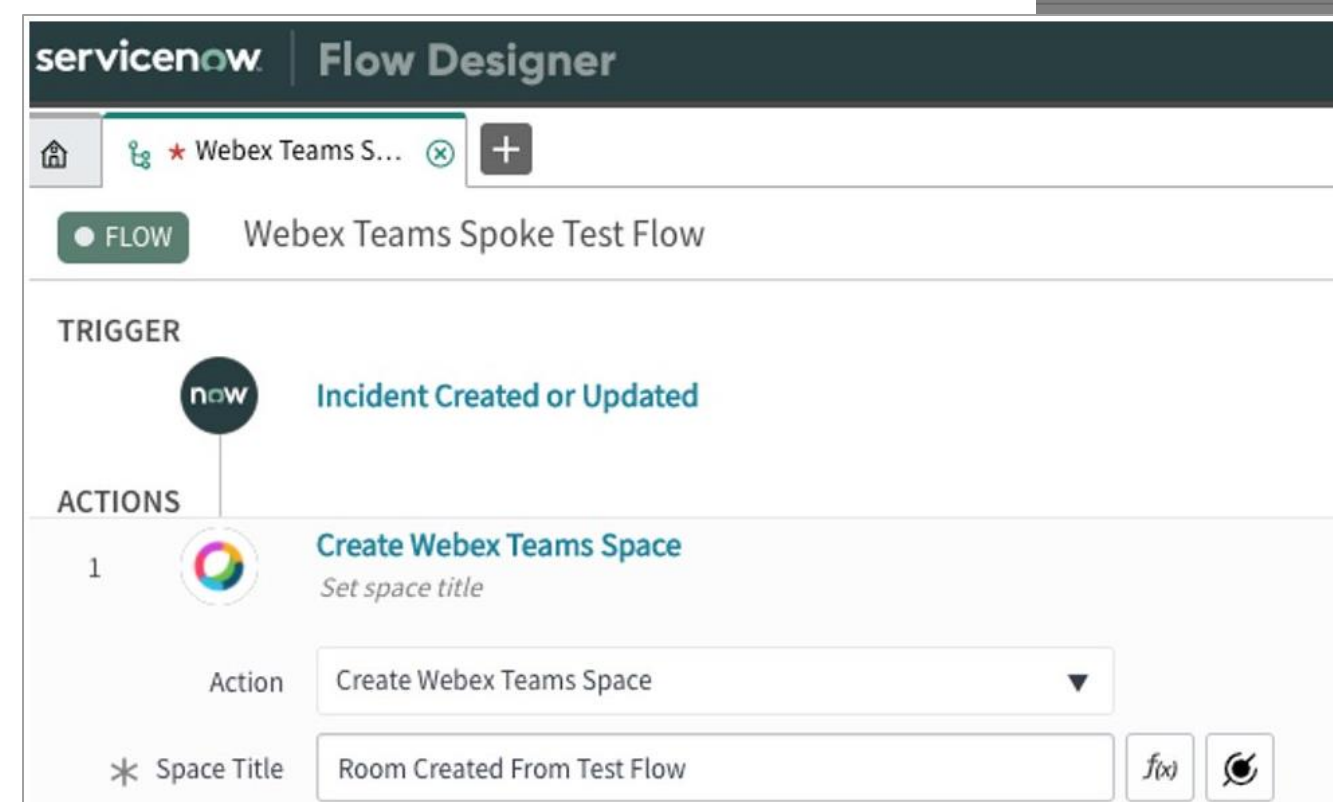 servicenow Flow Designer
* Webex Teams S...
FLOW Webex Teams Spoke Test Flow
TRIGGER
now Incident Created or Updated
ACTIONS
1 Create Webex Teams Space
Set space title
Action Create Webex Teams Space
* Space Title Room Created From Test Flow f(x)